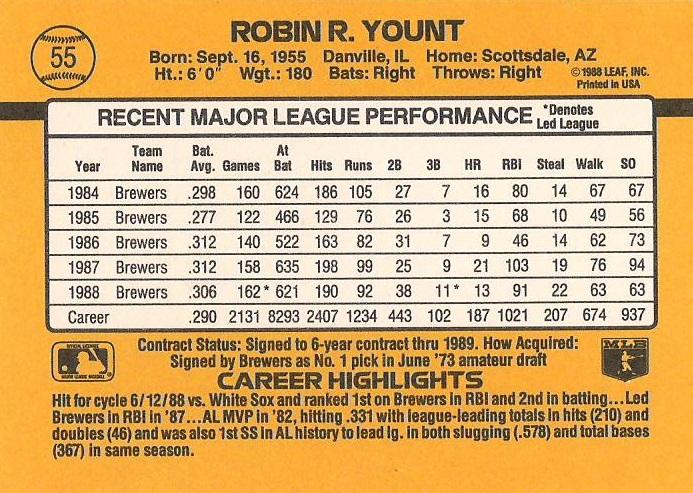 55
ROBIN R. YOUNT
Born: Sept. 16, 1955 Danville, IL Home: Scottsdale, AZ
Ht.: 6'0" Wgt.: 180 Bats: Right Throws: Right
©1988 LEAF, INC.
Printed in USA
RECENT MAJOR LEAGUE PERFORMANCE *Denotes Led League
Year Team Name Bat. Avg. Games At Bat Hits Runs 2B 3B HR RBI Steal Walk SO
1984 Brewers .298 160 624 186 105 27 7 16 80 14 67 67
1985 Brewers .277 122 466 129 76 26 3 15 68 10 49 56
1986 Brewers .312 140 522 163 82 31 7 9 46 14 62 73
1987 Brewers .312 158 635 198 99 25 9 21 103 19 76 94
1988 Brewers .306 162* 621 190 92 38 11* 13 91 22 63 63
Career .290 2131 8293 2407 1234 443 102 187 1021 207 674 937
Contract Status: Signed to 6-year contract thru 1989. How Acquired:
Signed by Brewers as No. 1 pick in June '73 amateur draft
MLB
CAREER HIGHLIGHTS
Hit for cycle 6/12/88 vs. White Sox and ranked 1st on Brewers in RBI and 2nd in batting...Led
Brewers in RBI in '87...AL MVP in '82, hitting .331 with league-leading totals in hits (210) and
doubles (46) and was also 1st SS in AL history to lead lg. in both slugging (.578) and total bases
(367) in same season.